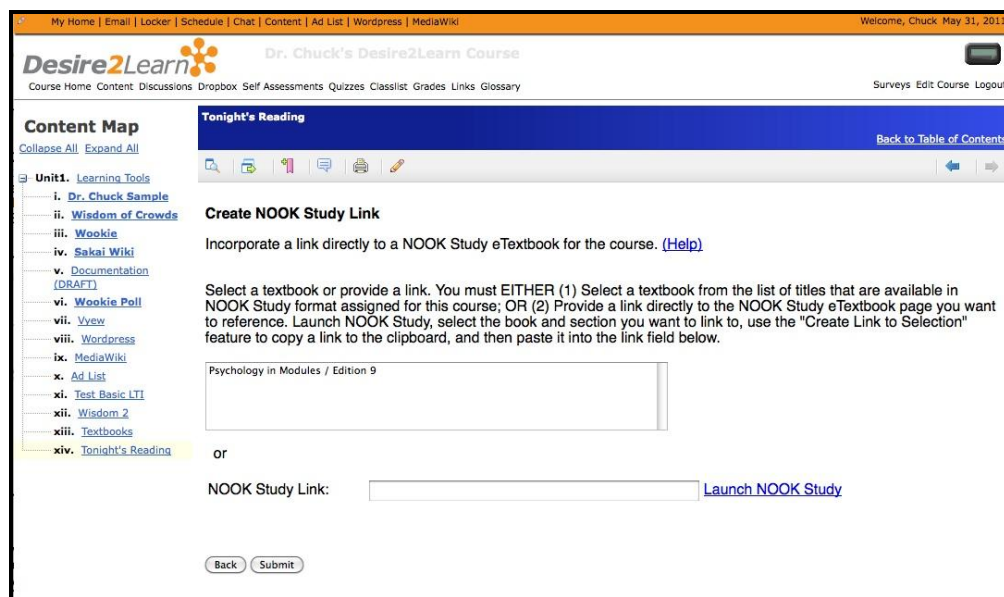 My Home | Email | Locker | Schedule | Chat | Content | Ad List | Wordpress | MediaWiki
Welcome, Chuck May 31, 2011
Desire2Learn
Dr. Chuck's Desire2Learn Course
Course Home Content Discussions Dropbox Self Assessments Quizzes Classlist Grades Links Glossary
Surveys Edit Course Logout
Content Map
Collapse All Expand All
Unit1. Learning Tools
i. Dr. Chuck Sample
ii. Wisdom of Crowds
iii. Wookie
iv. Sakai Wiki
v. Documentation
(DRAFT)
vi. Wookie Poll
vii. Vyew
viii. Wordpress
ix. MediaWiki
x. Ad List
xi. Test Basic LTI
xii. Wisdom 2
xiii. Textbooks
xiv. Tonight's Reading
Tonight's Reading
Back to Table of Contents
Create NOOK Study Link
Incorporate a link directly to a NOOK Study eTextbook for the course. (Help)
Select a textbook or provide a link. You must EITHER (1) Select a textbook from the list of titles that are available in
NOOK Study format assigned for this course; OR (2) Provide a link directly to the NOOK Study eTextbook page you want
to reference. Launch NOOK Study, select the book and section you want to link to, use the "Create Link to Selection"
feature to copy a link to the clipboard, and then paste it into the link field below.
Psychology in Modules / Edition 9
or
NOOK Study Link:
Launch NOOK Study
Back Submit